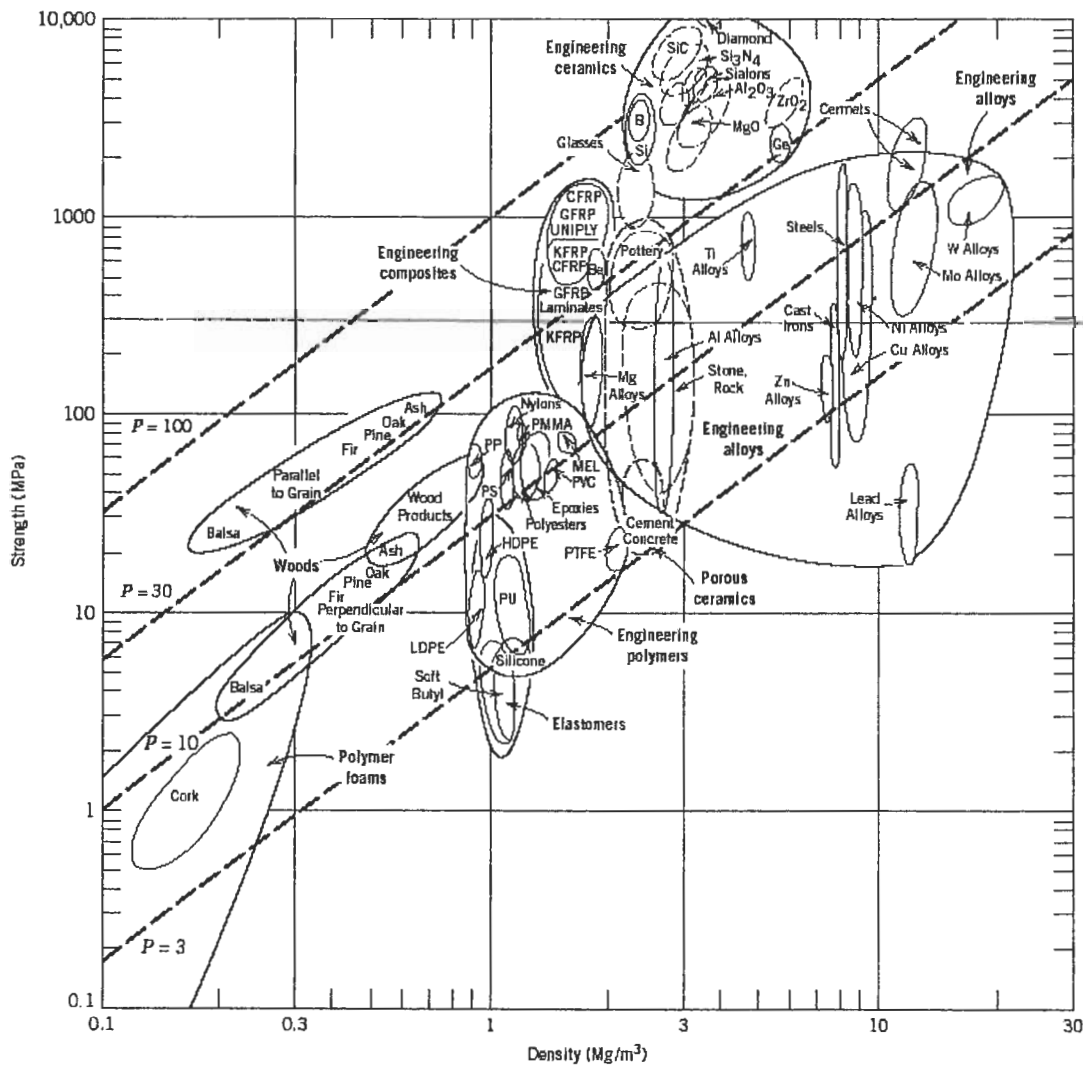 10,000
1000
100
10
1
0.1
Strength (MPa)
0.1
0.3
1
3
10
30
Density (Mg/m³)
Engineering
ceramics
Diamond
SiC
Si₃N₄
Sialons
Al₂O₃
ZrO₂
MgO
Ge
B
Si
Glasses
Cermets
Engineering
alloys
CFRP
GFRP
UNIPLY
KFRP
CFRP
Be
GFRP
Laminates
KFRP
Engineering
composites
Pottery
Ti
Alloys
Steels
W Alloys
Mo Alloys
Cast
Irons
Ni Alloys
Cu Alloys
Al Alloys
Mg
Alloys
Stone,
Rock
Zn
Alloys
Engineering
alloys
Lead
Alloys
P = 100
Ash
Oak
Pine
Fir
Parallel
to Grain
Balsa
Nylons
PMMA
PP
MEL
PVC
PS
Epoxies
Polyesters
Wood
Products
HDPE
PTFE
Cement
Concrete
Porous
ceramics
Woods
Ash
Oak
Pine
Fir
Perpendicular
to Grain
PU
P = 30
LDPE
Engineering
polymers
Silicone
Soft
Butyl
Elastomers
Balsa
P = 10
Polymer
foams
Cork
P = 3